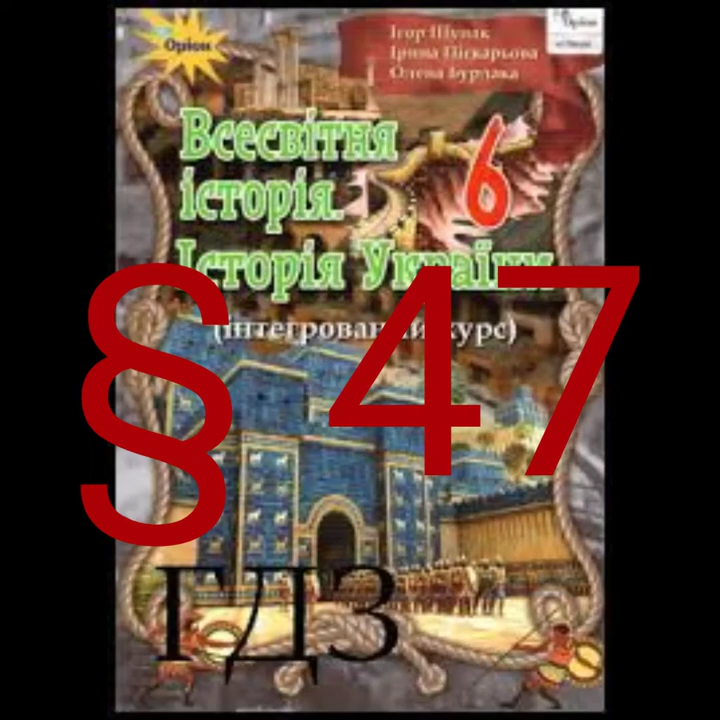 Оріон
Ігор Щупак
Ірина Піскарьова
Олена Бурлака
Всесвітня
історія.
6
Історія України
(інтегрований курс)
§ 47
ГДЗ